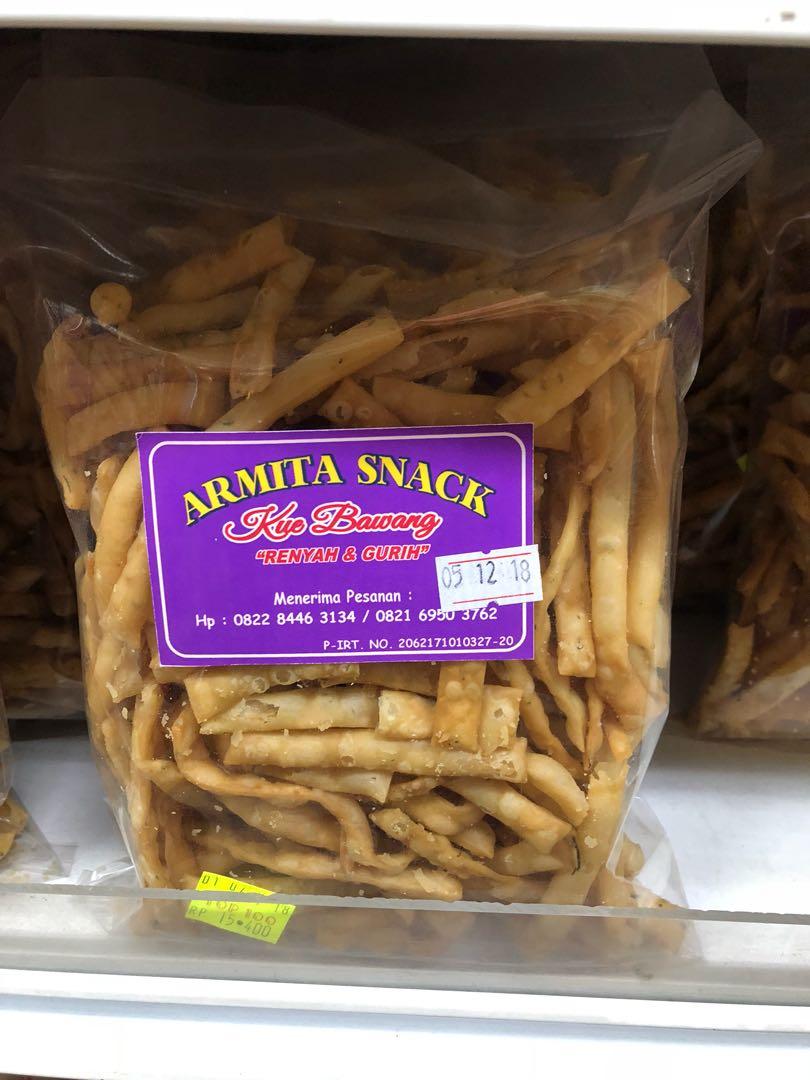 ARMITA SNACK
Kue Bawang
"RENYAH & GURIH"
05 12 18
Menerima Pesanan :
Hp : 0822 8446 3134 / 0821 6950 3762
P-IRT. NO. 2062171010327-20
18
RP 15.400